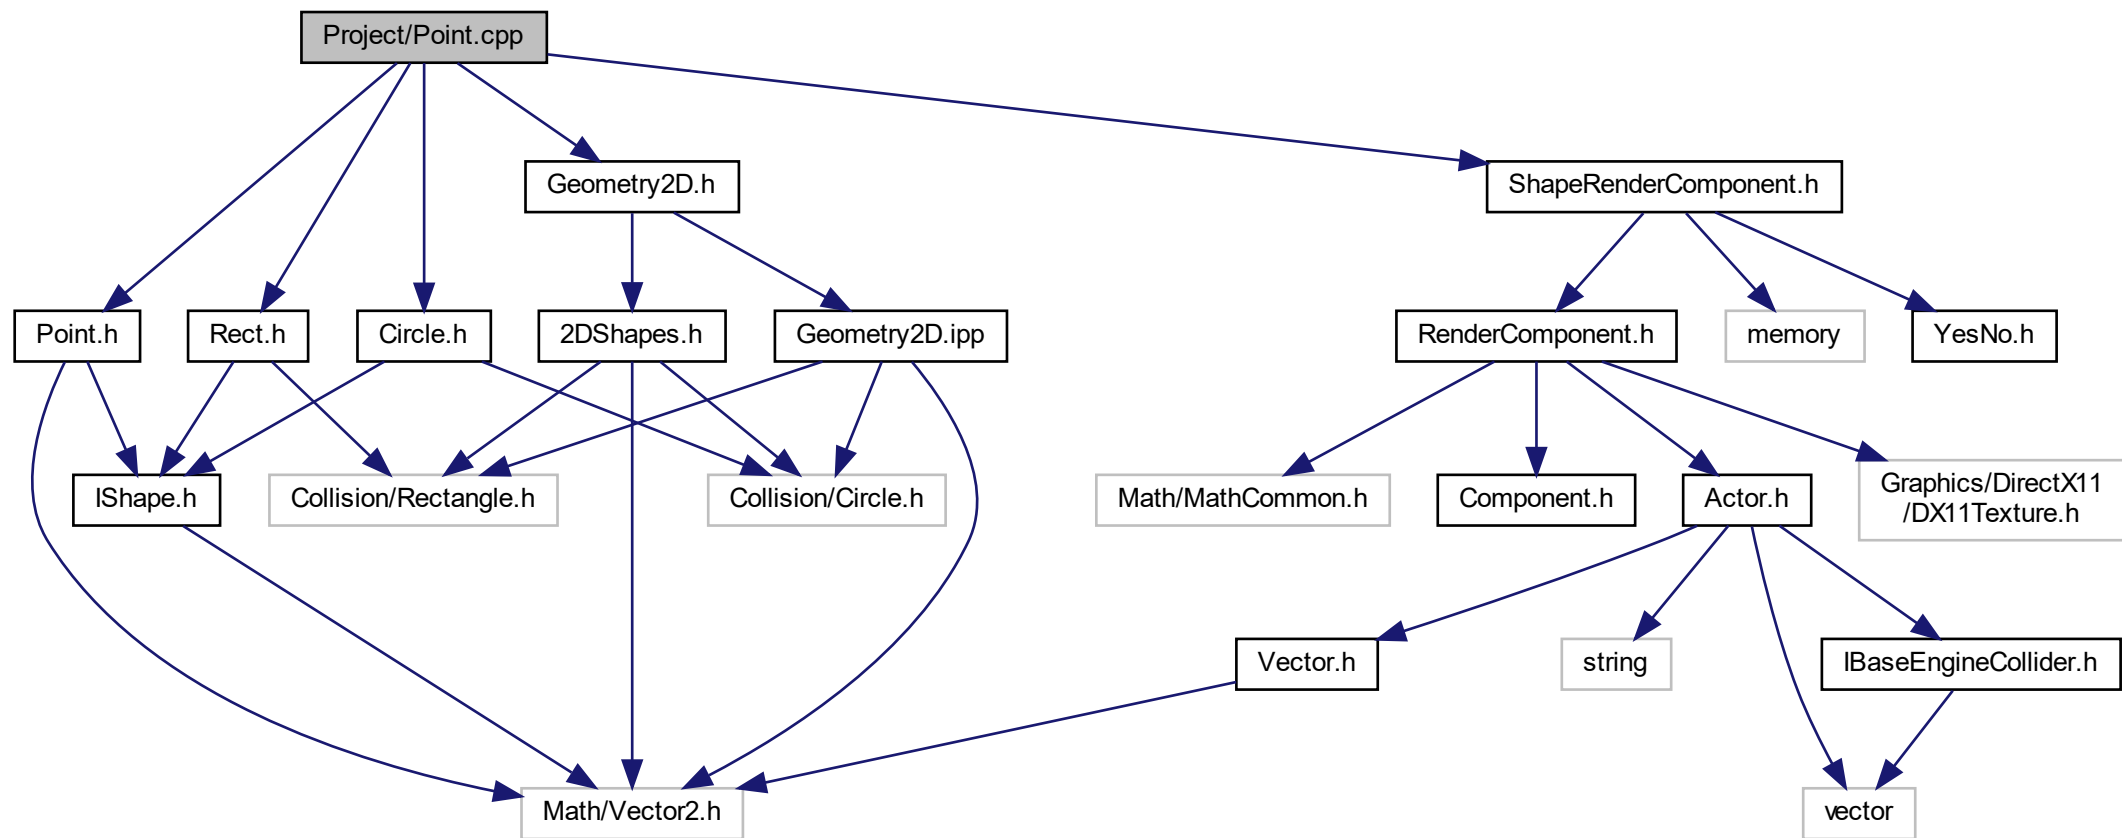 Project/Point.cpp
Geometry2D.h
ShapeRenderComponent.h
Point.h
Rect.h
Circle.h
2DShapes.h
Geometry2D.ipp
RenderComponent.h
memory
YesNo.h
IShape.h
Collision/Rectangle.h
Collision/Circle.h
Math/MathCommon.h
Component.h
Actor.h
Graphics/DirectX11
/DX11Texture.h
Vector.h
string
IBaseEngineCollider.h
Math/Vector2.h
vector